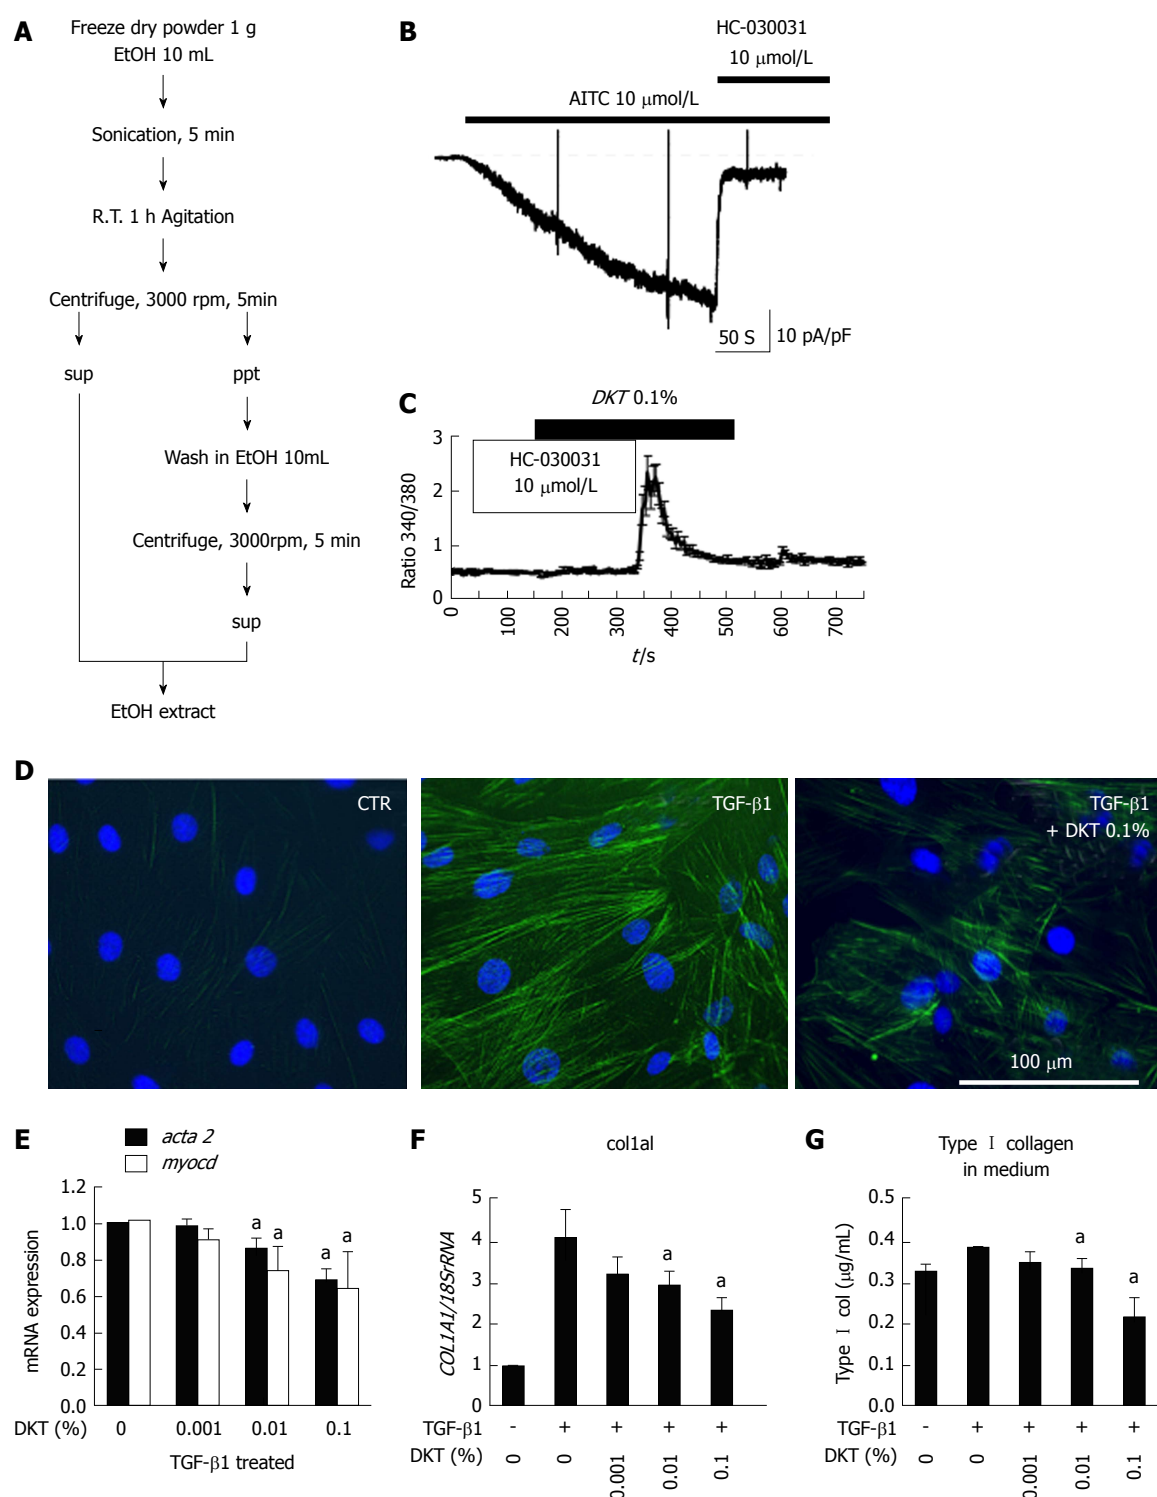 A
Freeze dry powder 1 g
EtOH 10 mL
Sonication, 5 min
R.T. 1 h Agitation
Centrifuge, 3000 rpm, 5min
sup
ppt
Wash in EtOH 10mL
Centrifuge, 3000rpm, 5 min
sup
EtOH extract
B
HC-030031
10 μmol/L
AITC 10 μmol/L
50 S
10 pA/pF
C
DKT 0.1%
HC-030031
10 μmol/L
Ratio 340/380
3
2
1
0
0 100 200 300 400 500 600 700
t/s
D
CTR
TGF-β1
TGF-β1
+ DKT 0.1%
100 μm
E
acta 2
myocd
mRNA expression
1.2
1.0
0.8
0.6
0.4
0.2
0.0
a a a a
DKT (%) 0 0.001 0.01 0.1
TGF-β1 treated
F
col1al
COL1A1/18SrRNA
5
4
3
2
1
0
a a
TGF-β1 - + + + +
DKT (%) 0 0 0.001 0.01 0.1
G
Type I collagen
in medium
Type I col (μg/mL)
0.5
0.4
0.3
0.2
0.1
0
a a
TGF-β1 - + + + +
DKT (%) 0 0 0.001 0.01 0.1